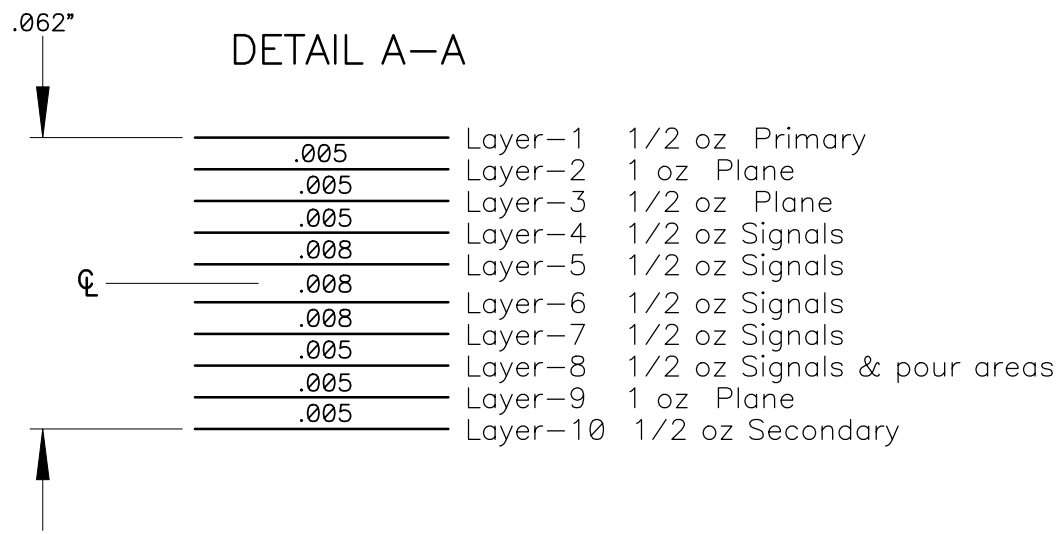 .062"
DETAIL A-A
Layer-1 1/2 oz Primary
.005
Layer-2 1 oz Plane
.005
Layer-3 1/2 oz Plane
.005
Layer-4 1/2 oz Signals
.008
Layer-5 1/2 oz Signals
℄ .008
Layer-6 1/2 oz Signals
.008
Layer-7 1/2 oz Signals
.005
Layer-8 1/2 oz Signals & pour areas
.005
Layer-9 1 oz Plane
.005
Layer-10 1/2 oz Secondary